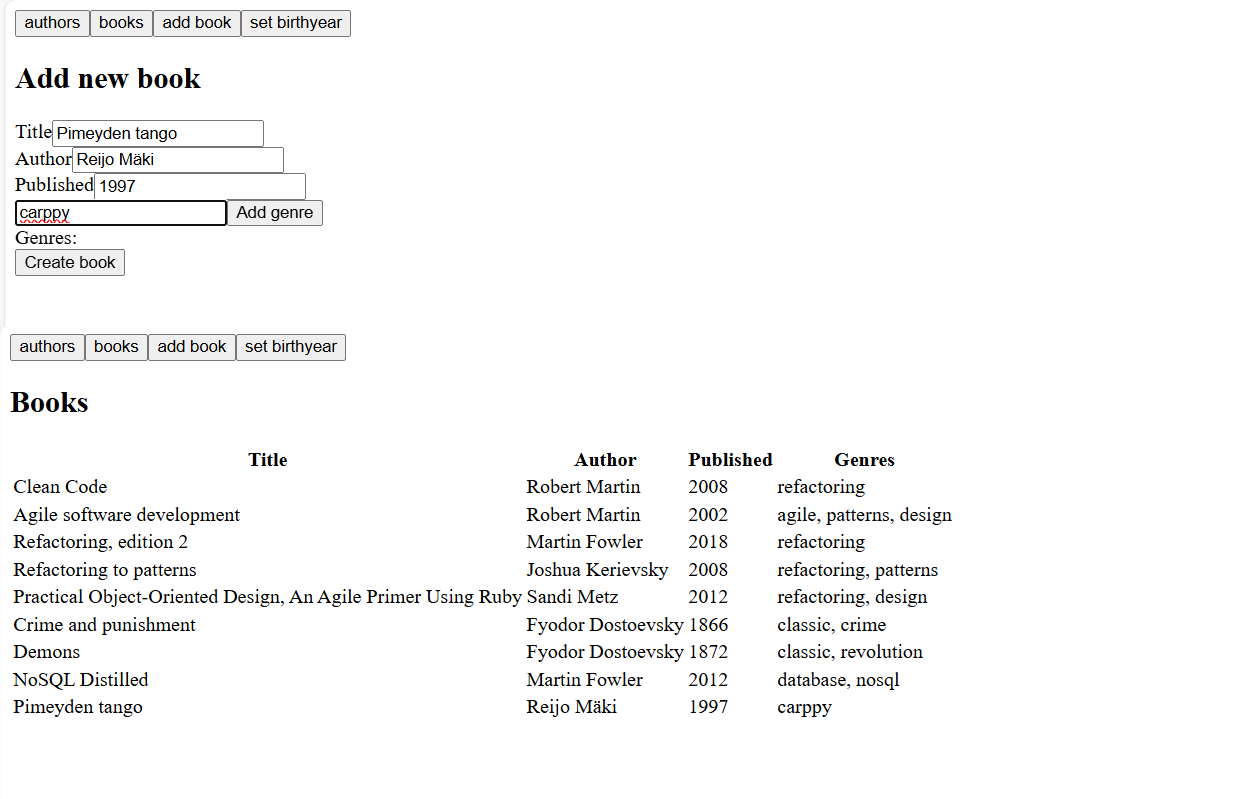 authors books add book set birthyear
Add new book
Title Pimeyden tango
Author Reijo Mäki
Published 1997
carppy Add genre
Genres:
Create book
authors books add book set birthyear
Books
Title Author Published Genres
Clean Code Robert Martin 2008 refactoring
Agile software development Robert Martin 2002 agile, patterns, design
Refactoring, edition 2 Martin Fowler 2018 refactoring
Refactoring to patterns Joshua Kerievsky 2008 refactoring, patterns
Practical Object-Oriented Design, An Agile Primer Using Ruby Sandi Metz 2012 refactoring, design
Crime and punishment Fyodor Dostoevsky 1866 classic, crime
Demons Fyodor Dostoevsky 1872 classic, revolution
NoSQL Distilled Martin Fowler 2012 database, nosql
Pimeyden tango Reijo Mäki 1997 carppy